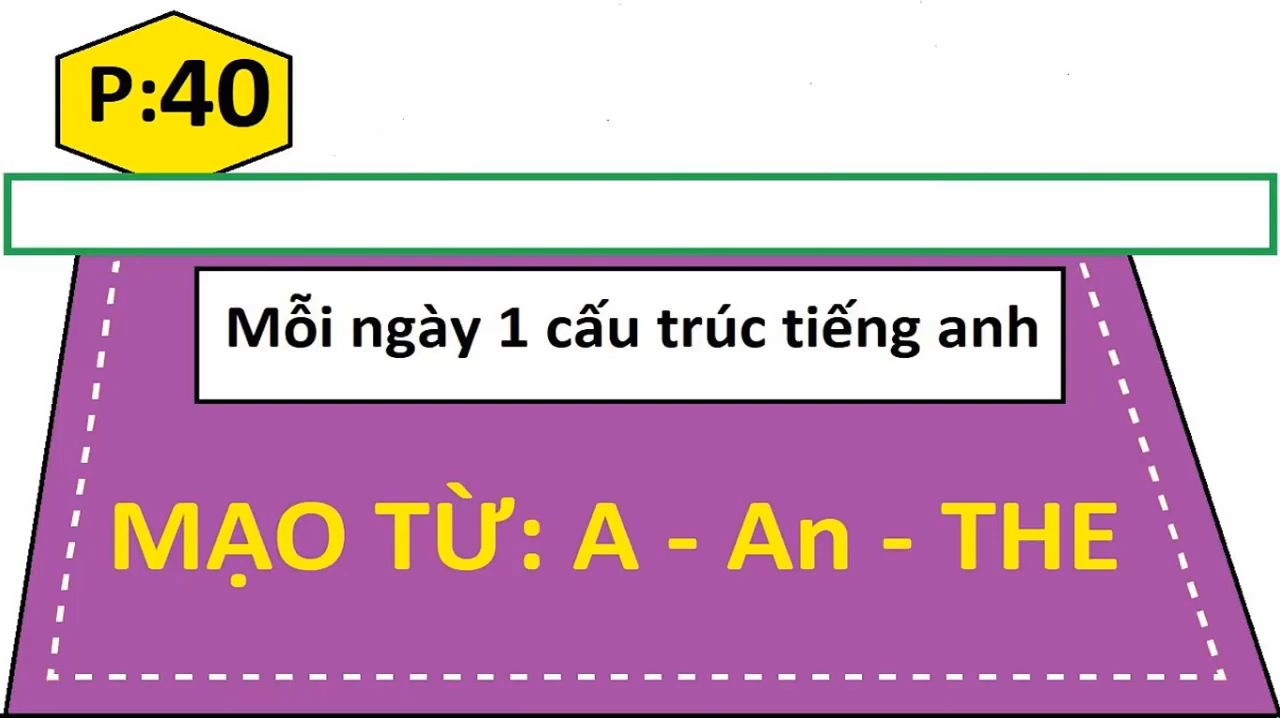 P:40
Mỗi ngày 1 cấu trúc tiếng anh
MẠO TỪ: A - An - THE